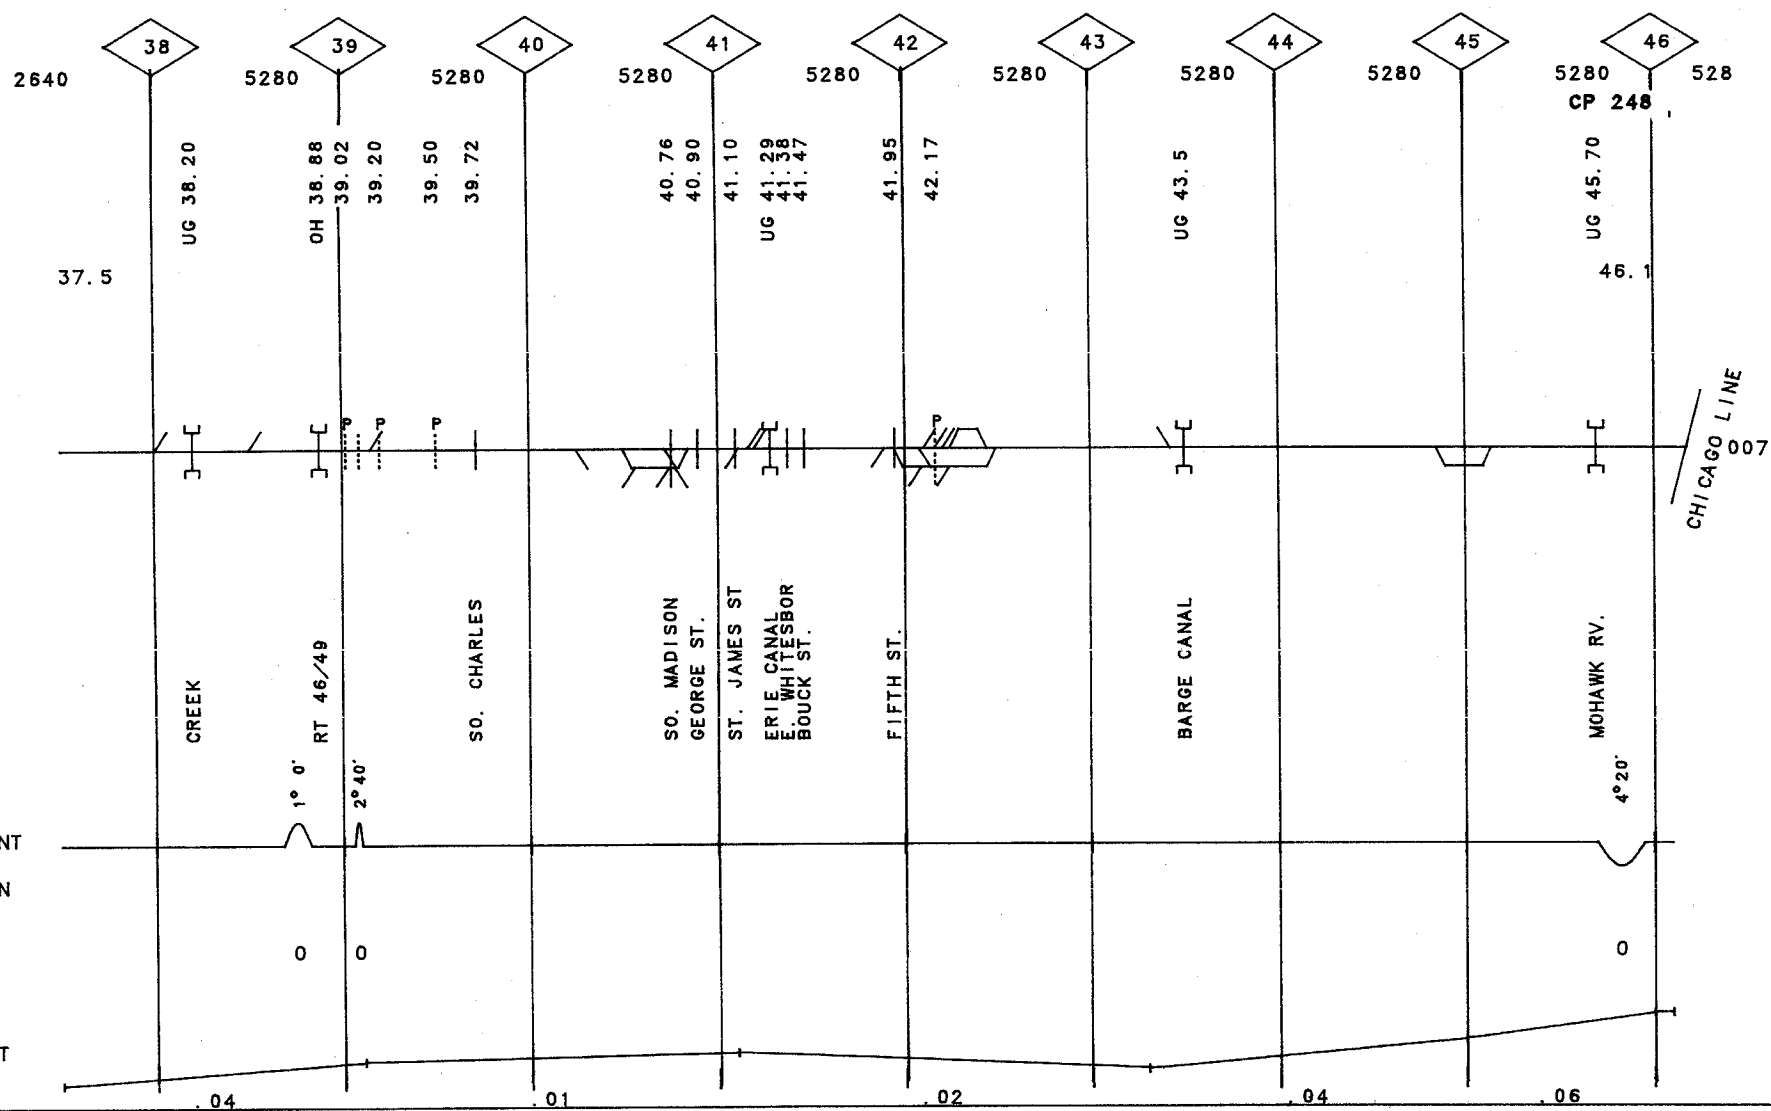 38 39 40 41 42 43 44 45 46
2640 5280 5280 5280 5280 5280 5280 5280 5280 528
CP 248
UG 38.20
OH 38.88
39.02
39.20
39.50
39.72
40.76
40.90
41.10
UG 41.29
41.38
41.47
41.95
42.17
UG 43.5
UG 45.70
37.5
46.1
P P P P
CHICAGO LINE
007
CREEK
RT 46/49
SO. CHARLES
SO. MADISON
GEORGE ST.
ST. JAMES ST
ERIE CANAL
E. WHITESBOR
BOUCK ST.
FIFTH ST.
BARGE CANAL
MOHAWK RV.
1° 0'
2° 40'
4° 20'
NT
N
0 0 0
T
.04 .01 .02 .04 .06